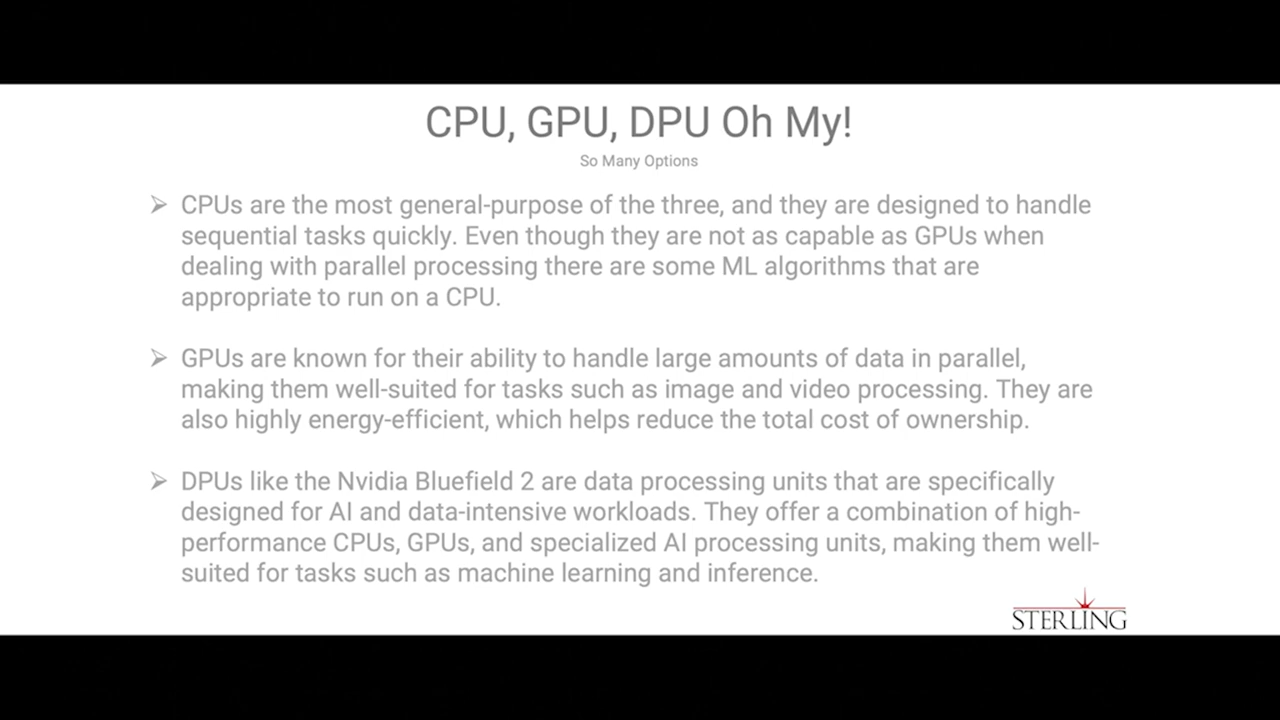 CPU, GPU, DPU Oh My!
So Many Options
➢ CPUs are the most general-purpose of the three, and they are designed to handle
sequential tasks quickly. Even though they are not as capable as GPUs when
dealing with parallel processing there are some ML algorithms that are
appropriate to run on a CPU.
➢ GPUs are known for their ability to handle large amounts of data in parallel,
making them well-suited for tasks such as image and video processing. They are
also highly energy-efficient, which helps reduce the total cost of ownership.
➢ DPUs like the Nvidia Bluefield 2 are data processing units that are specifically
designed for AI and data-intensive workloads. They offer a combination of high-
performance CPUs, GPUs, and specialized AI processing units, making them well-
suited for tasks such as machine learning and inference.
STERLING